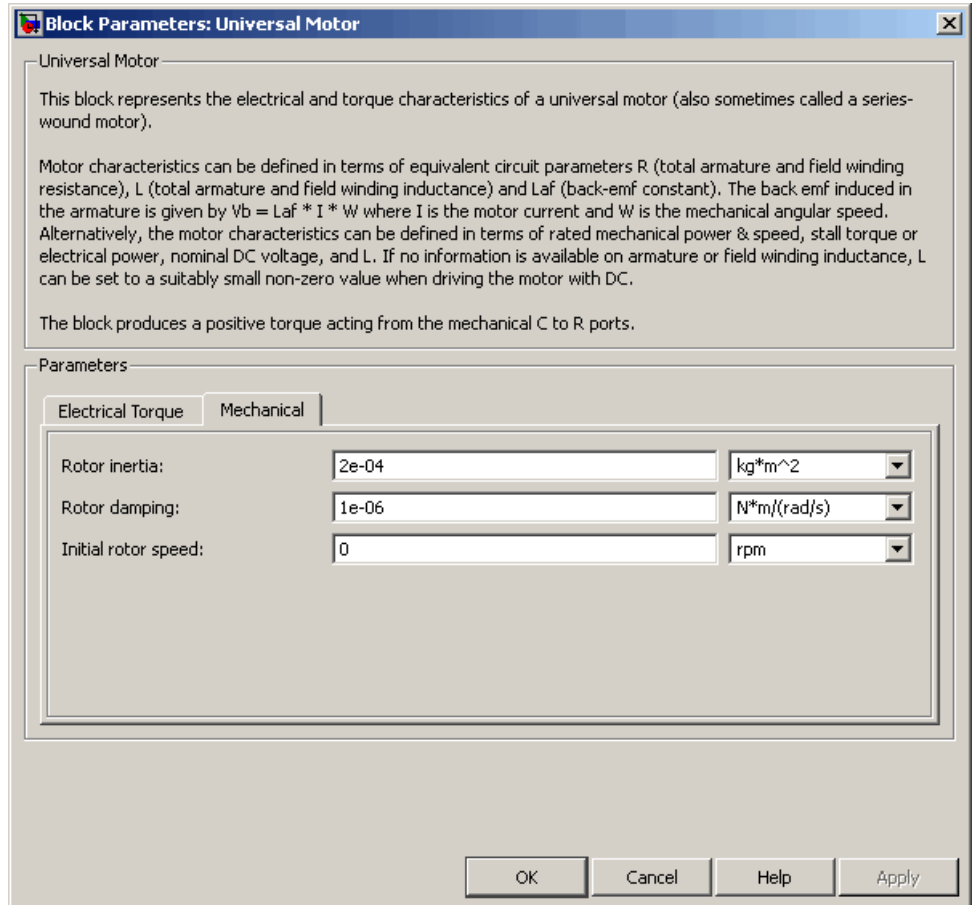 Block Parameters: Universal Motor
Universal Motor
This block represents the electrical and torque characteristics of a universal motor (also sometimes called a series-
wound motor).
Motor characteristics can be defined in terms of equivalent circuit parameters R (total armature and field winding
resistance), L (total armature and field winding inductance) and Laf (back-emf constant). The back emf induced in
the armature is given by Vb = Laf * I * W where I is the motor current and W is the mechanical angular speed.
Alternatively, the motor characteristics can be defined in terms of rated mechanical power & speed, stall torque or
electrical power, nominal DC voltage, and L. If no information is available on armature or field winding inductance, L
can be set to a suitably small non-zero value when driving the motor with DC.
The block produces a positive torque acting from the mechanical C to R ports.
Parameters
Electrical Torque Mechanical
Rotor inertia: 2e-04 kg*m^2
Rotor damping: 1e-06 N*m/(rad/s)
Initial rotor speed: 0 rpm
OK Cancel Help Apply